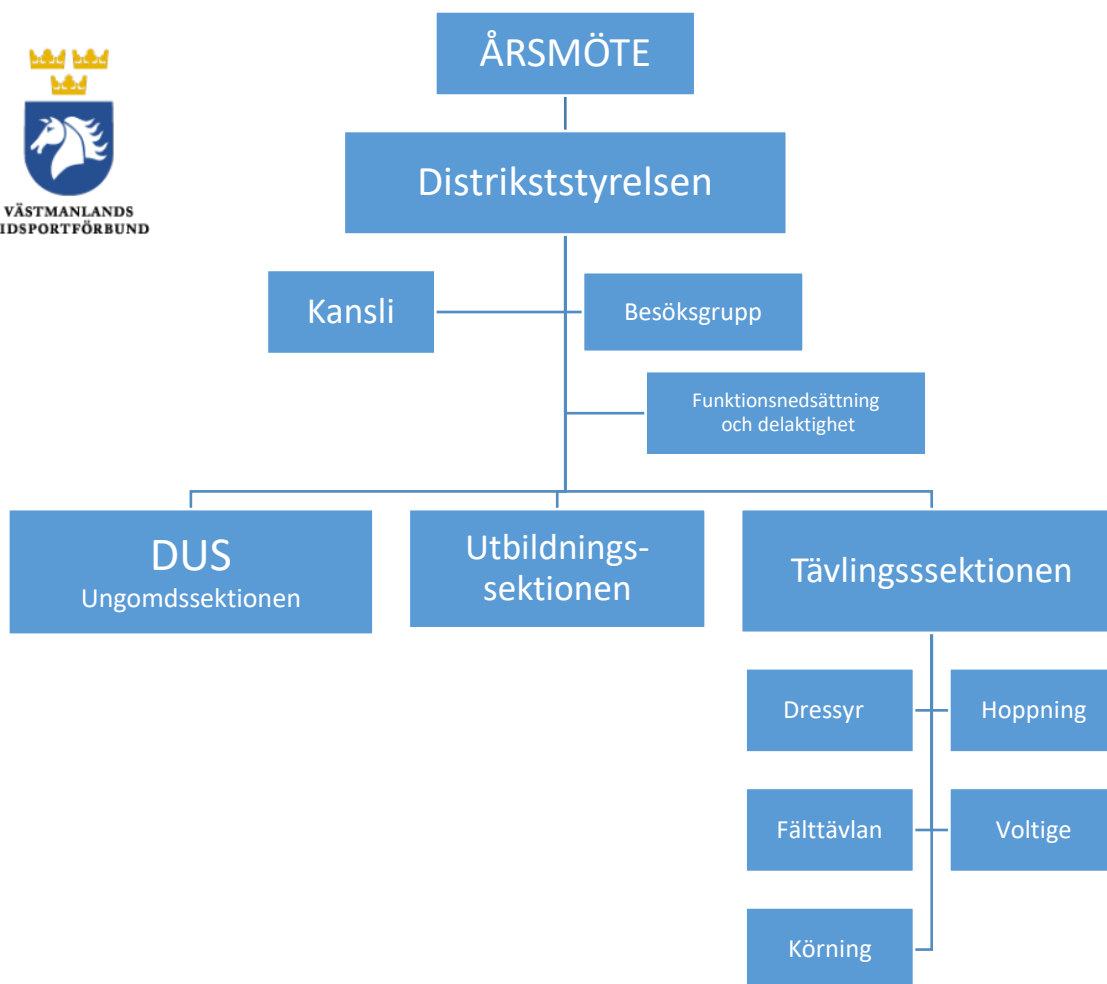 ÅRSMÖTE
VÄSTMANLANDS
IDSPORTFÖRBUND
Distrikststyrelsen
Kansli
Besöksgrupp
Funktionsnedsättning
och delaktighet
DUS
Ungomdssektionen
Utbildnings-
sektionen
Tävlingsssektionen
Dressyr
Hoppning
Fälttävlan
Voltige
Körning